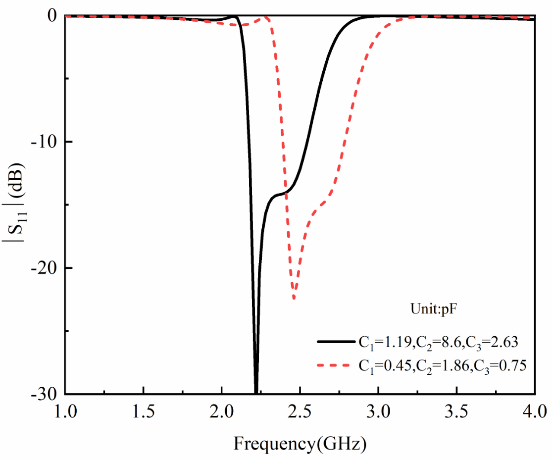 0
-10
-20
-30
|S₁₁|(dB)
Unit:pF
C₁=1.19,C₂=8.6,C₃=2.63
C₁=0.45,C₂=1.86,C₃=0.75
1.0 1.5 2.0 2.5 3.0 3.5 4.0
Frequency(GHz)